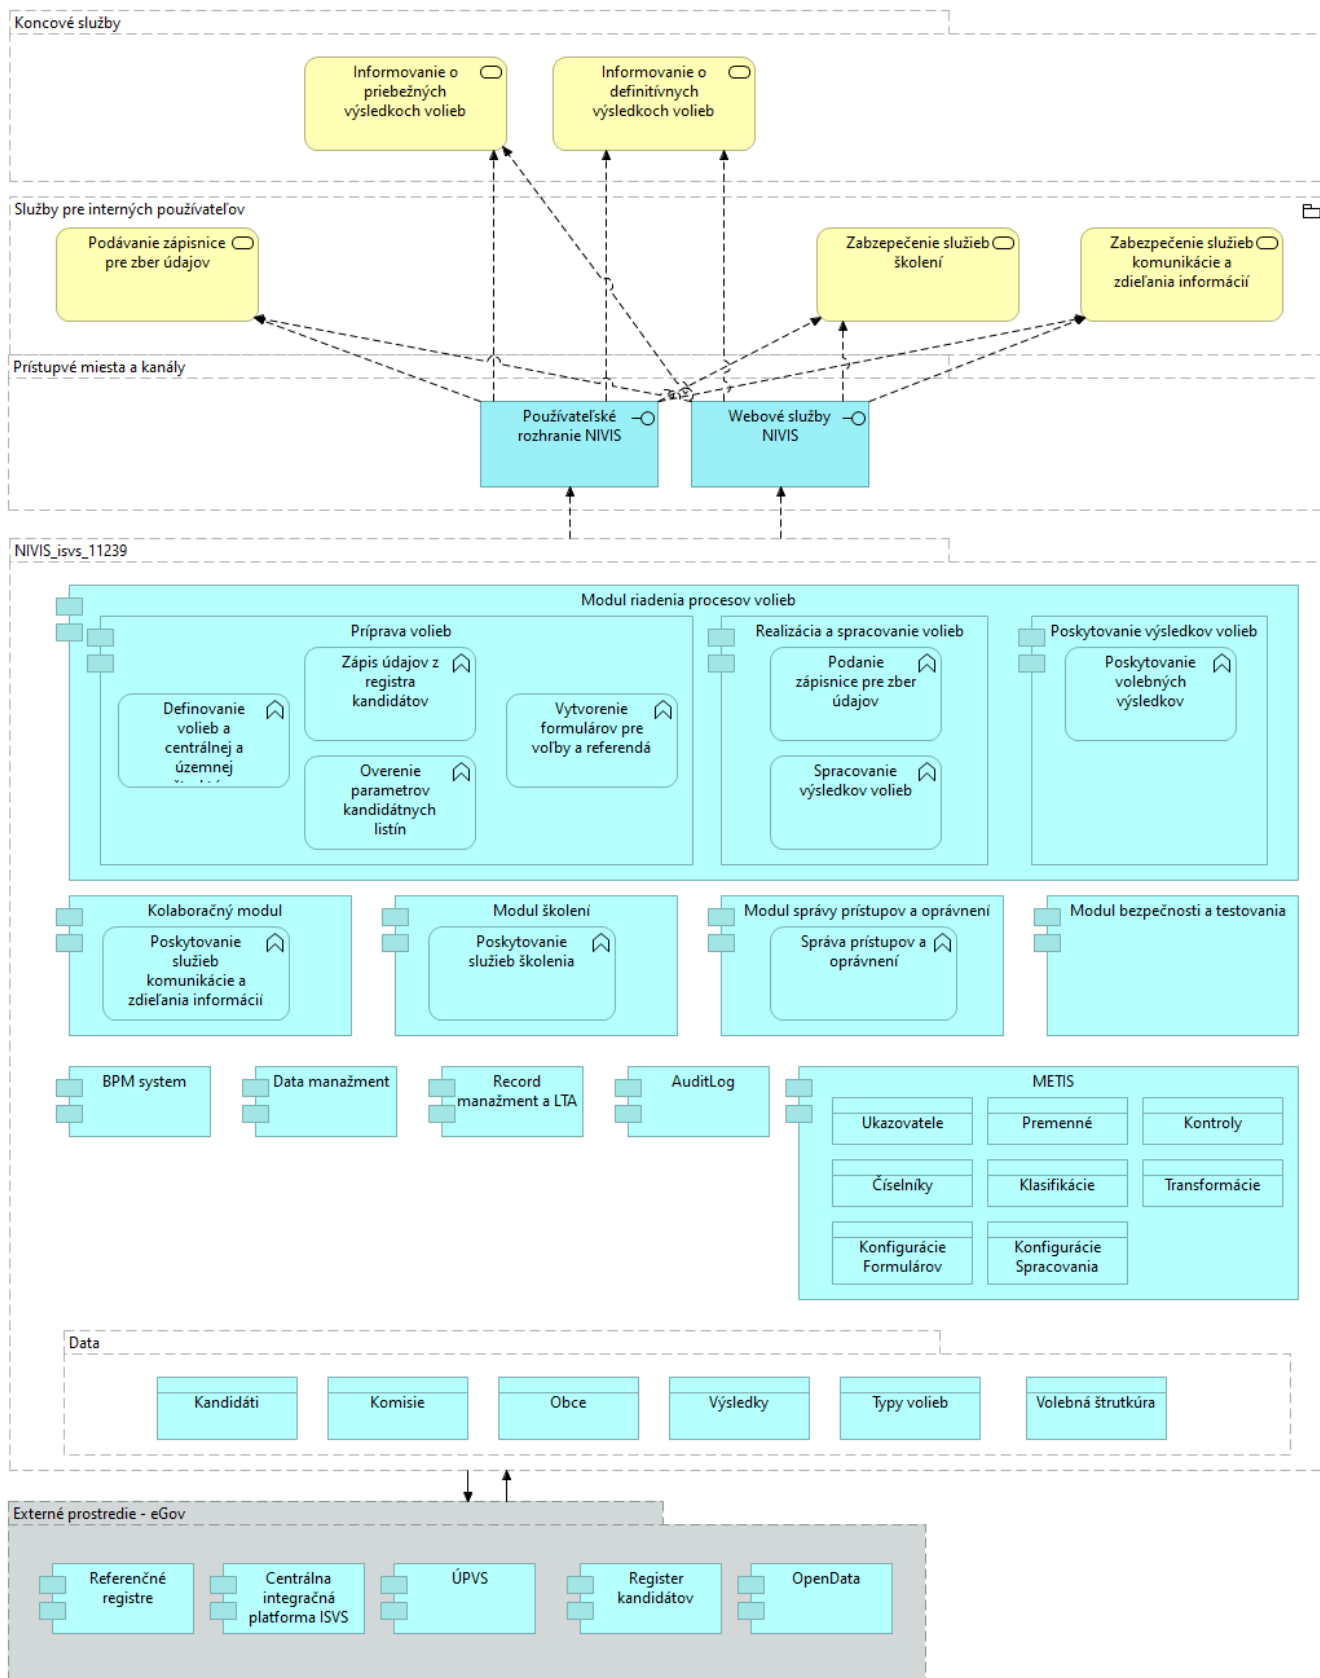 Koncové služby
Informovanie o
priebežných
výsledkoch volieb
Informovanie o
definitívnych
výsledkoch volieb
Služby pre interných používateľov
Podávanie zápisnice
pre zber údajov
Zabzepečenie služieb
školení
Zabezpečenie služieb
komunikácie a
zdieľania informácií
Prístupvé miesta a kanály
Používateľské
rozhranie NIVIS
Webové služby
NIVIS
NIVIS_isvs_11239
Modul riadenia procesov volieb
Príprava volieb
Zápis údajov z
registra
kandidátov
Definovanie
volieb a
centrálnej a
územnej
Vytvorenie
formulárov pre
voľby a referendá
Overenie
parametrov
kandidátnych
listín
Realizácia a spracovanie volieb
Podanie
zápisnice pre zber
údajov
Spracovanie
výsledkov volieb
Poskytovanie výsledkov volieb
Poskytovanie
volebných
výsledkov
Kolaboračný modul
Poskytovanie
služieb
komunikácie a
zdieľania informácií
Modul školení
Poskytovanie
služieb školenia
Modul správy prístupov a oprávnení
Správa prístupov a
oprávnení
Modul bezpečnosti a testovania
BPM system
Data manažment
Record
manažment a LTA
AuditLog
METIS
Ukazovatele
Premenné
Kontroly
Číselníky
Klasifikácie
Transformácie
Konfigurácie
Formulárov
Konfigurácie
Spracovania
Data
Kandidáti
Komisie
Obce
Výsledky
Typy volieb
Volebná štrutkúra
Externé prostredie - eGov
Referenčné
registre
Centrálna
integračná
platforma ISVS
ÚPVS
Register
kandidátov
OpenData